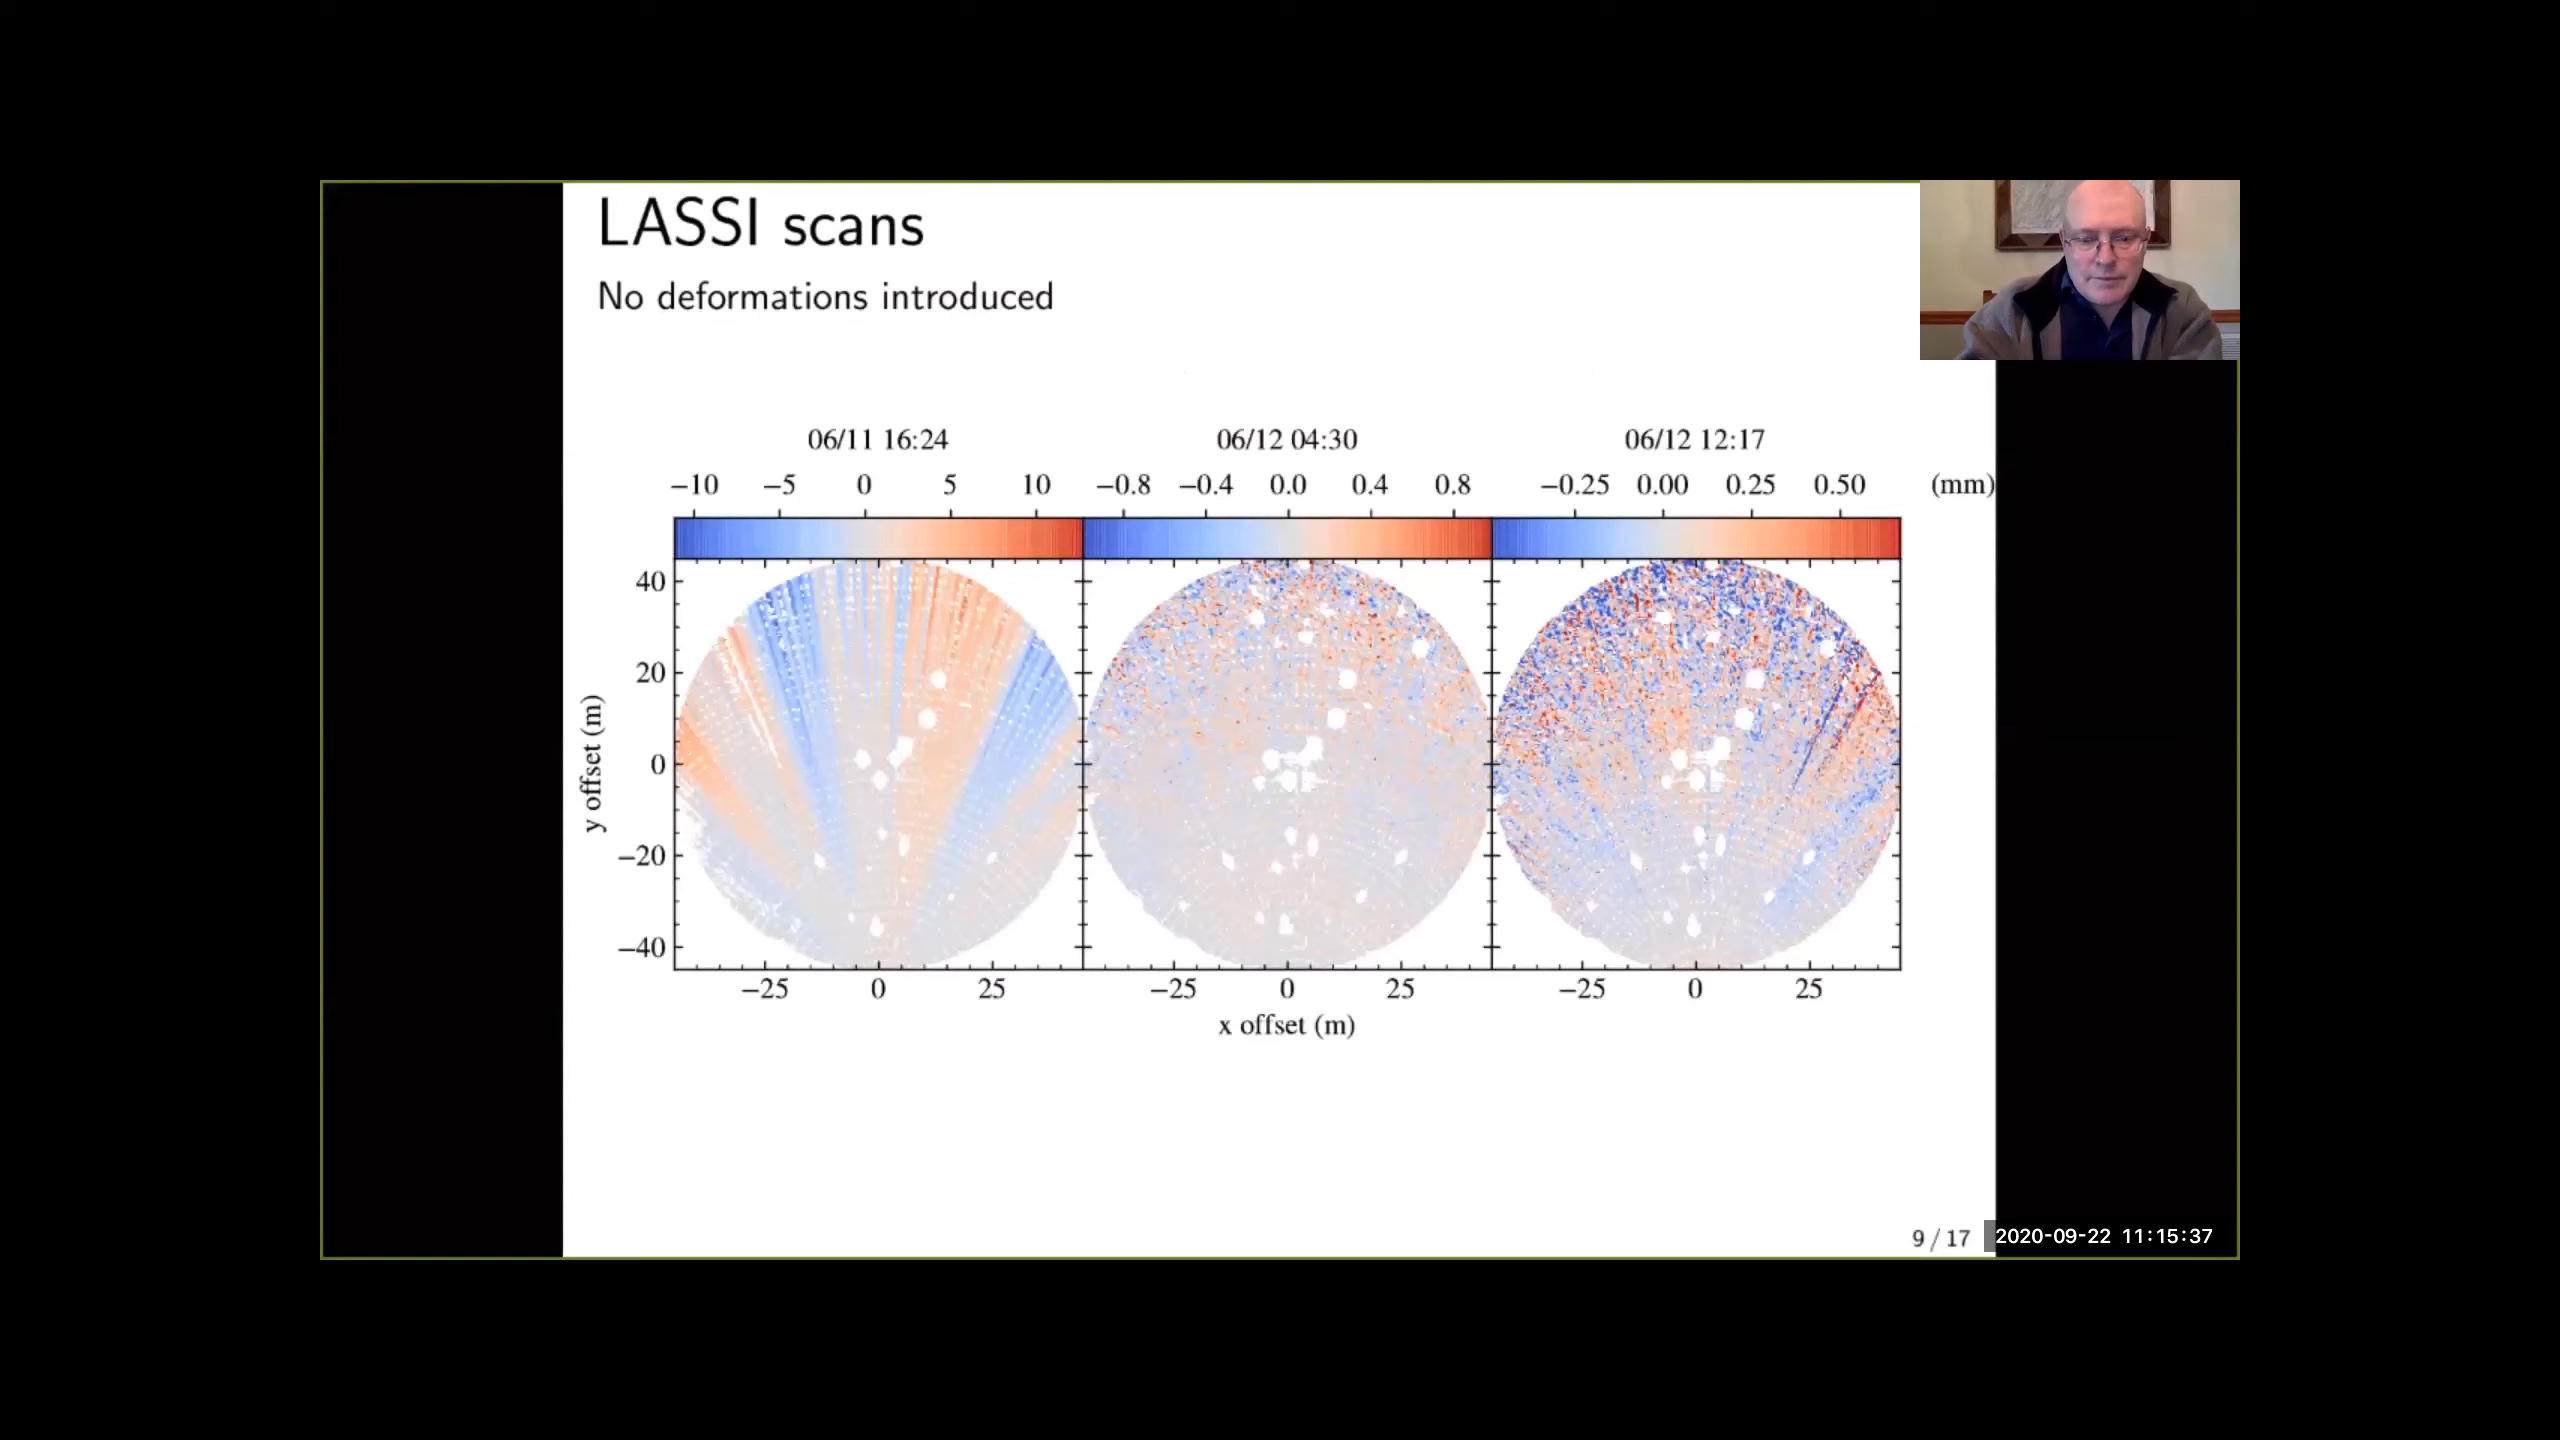 LASSI scans
No deformations introduced
06/11 16:24 06/12 04:30 06/12 12:17
−10 −5 0 5 10 −0.8 −0.4 0.0 0.4 0.8 −0.25 0.00 0.25 0.50 (mm)
40
20
0
−20
−40
y offset (m)
−25 0 25 −25 0 25 −25 0 25
x offset (m)
9 / 17
2020-09-22 11:15:37